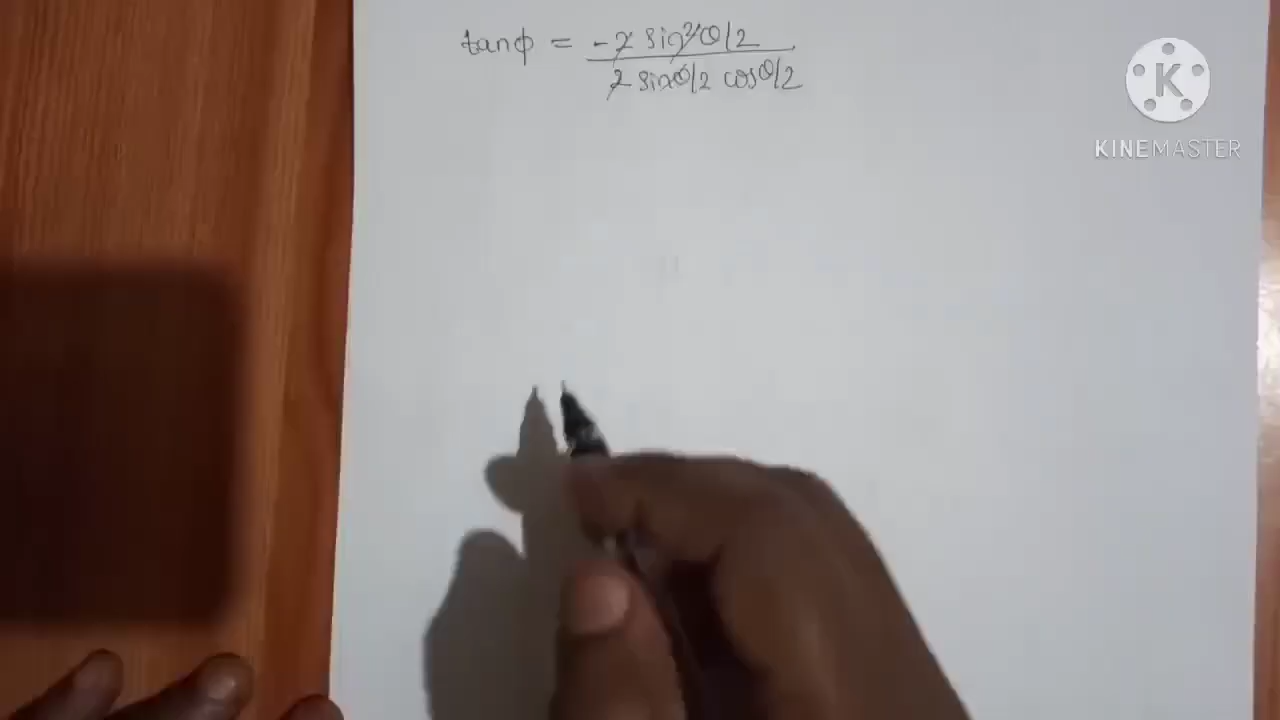 tanφ = -2 sin²θ/2
2 sinθ/2 cosθ/2
K
KINEMASTER